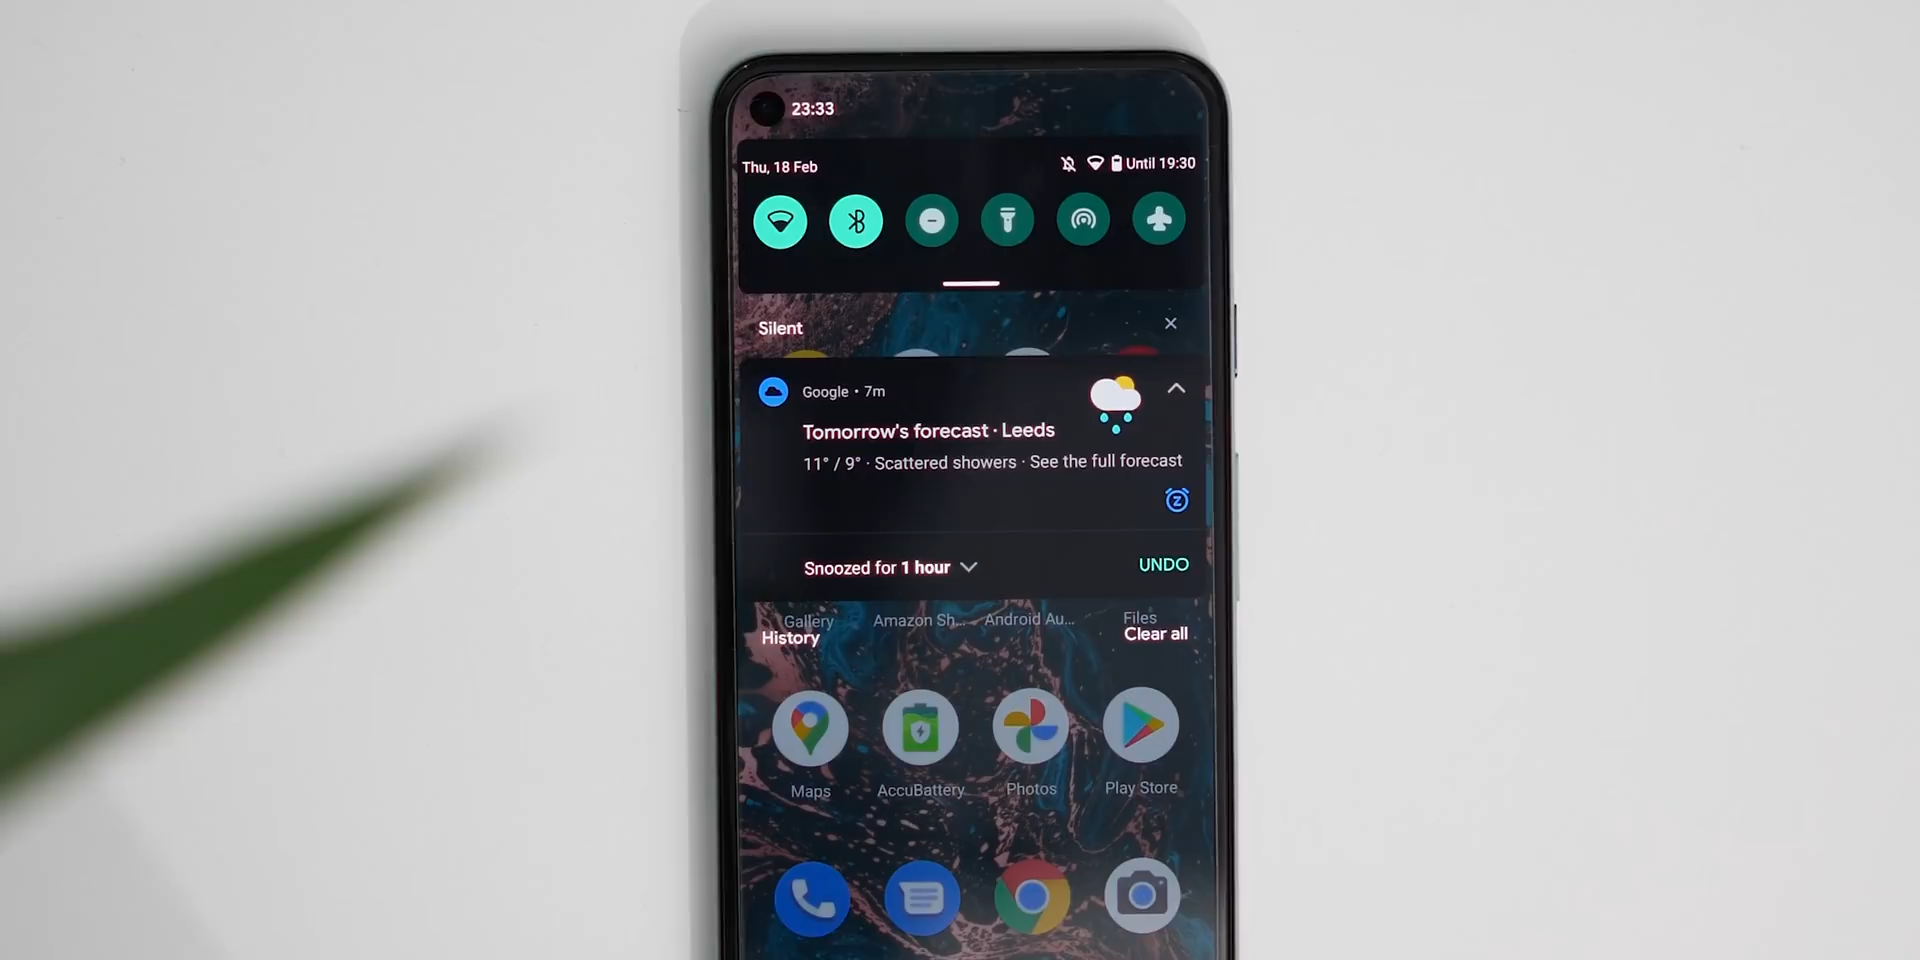 23:33
Thu, 18 Feb
Until 19:30
Silent
Google · 7m
Tomorrow's forecast · Leeds
11° / 9° · Scattered showers · See the full forecast
Snoozed for 1 hour
UNDO
Gallery Amazon Sh... Android Au... Files
History Clear all
Maps AccuBattery Photos Play Store